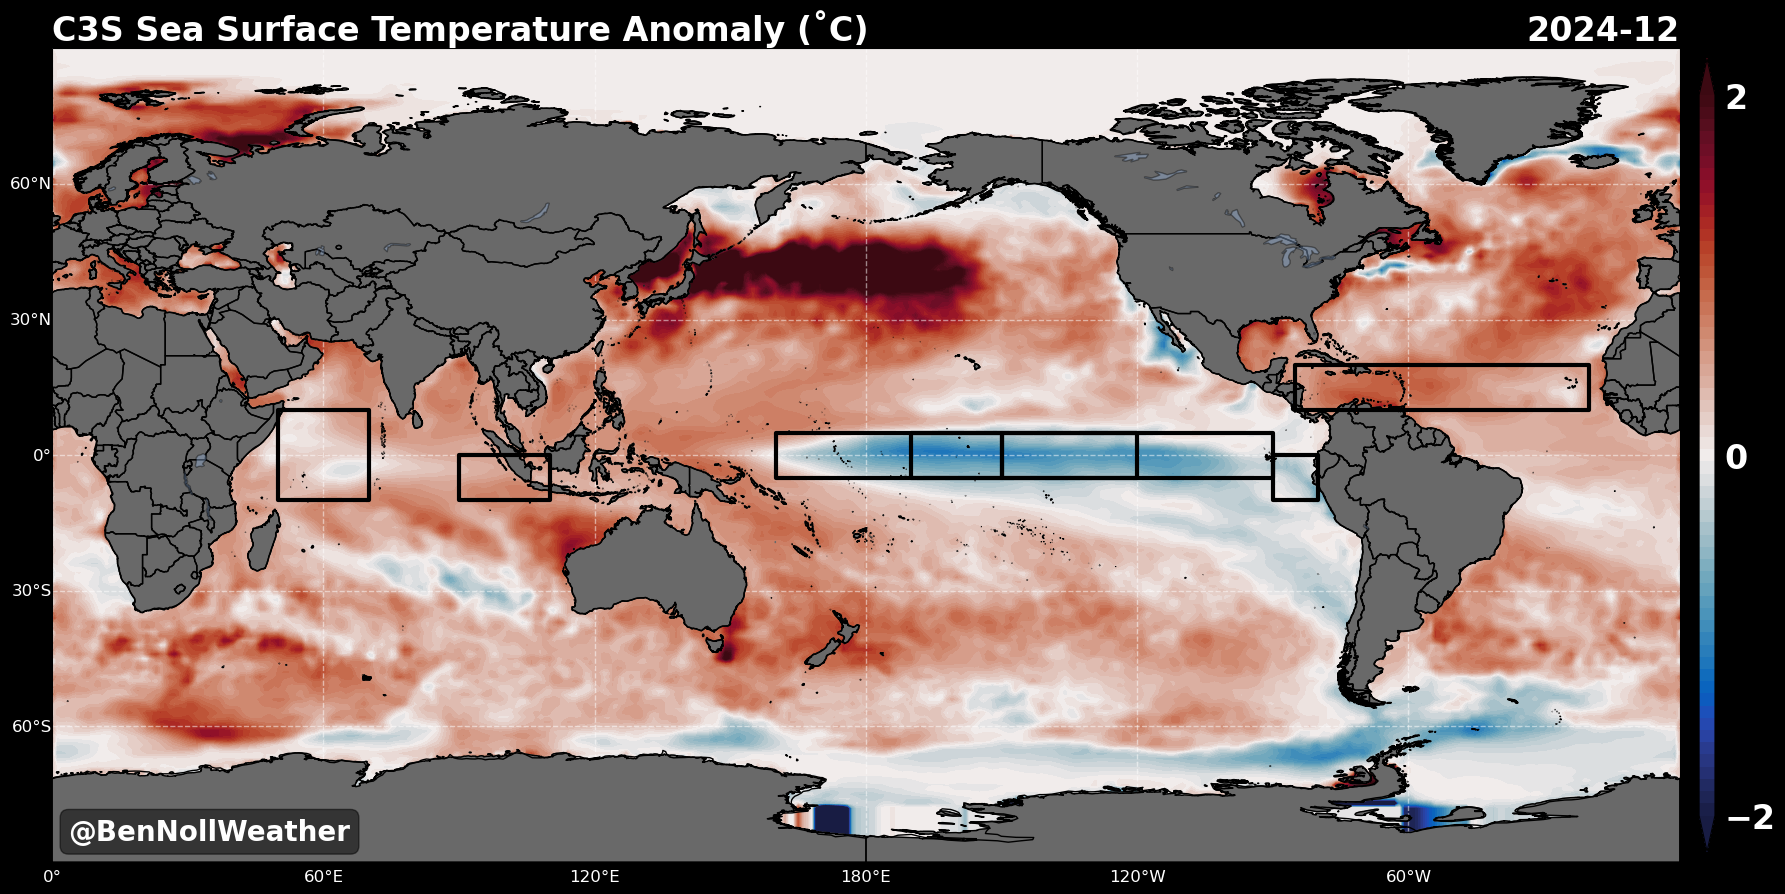 C3S Sea Surface Temperature Anomaly (˚C) 2024-12
2
60°N
30°N
0°
0
30°S
60°S
−2
@BenNollWeather
0° 60°E 120°E 180°E 120°W 60°W